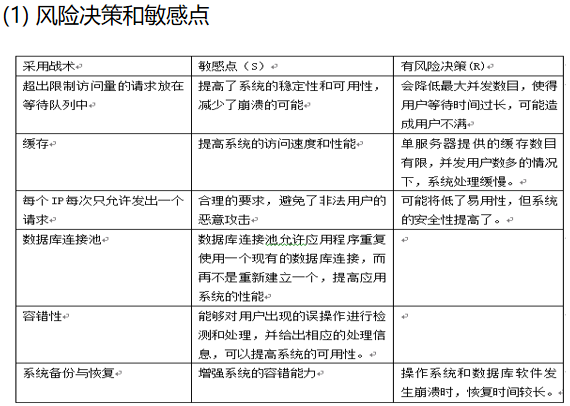 (1) 风险决策和敏感点
采用战术
敏感点（S）
有风险决策(R)
超出限制访问量的请求放在
等待队列中
提高了系统的稳定性和可用性，
减少了崩溃的可能
会降低最大并发数目，使得
用户等待时间过长，可能造
成用户不满
缓存
提高系统的访问速度和性能
单服务器提供的缓存数目
有限，并发用户数多的情况
下，系统处理缓慢。
每个 IP 每次只允许发出一个
请求
合理的要求，避免了非法用户的
恶意攻击
可能将低了易用性，但系统
的安全性提高了。
数据库连接池
数据库连接池允许应用程序重复
使用一个现有的数据库连接，而
再不是重新建立一个，提高应用
系统的性能
容错性
能够对用户出现的误操作进行检
测和处理，并给出相应的处理信
息，可以提高系统的可用性。
系统备份与恢复
增强系统的容错能力
操作系统和数据库软件发
生崩溃时，恢复时间较长。